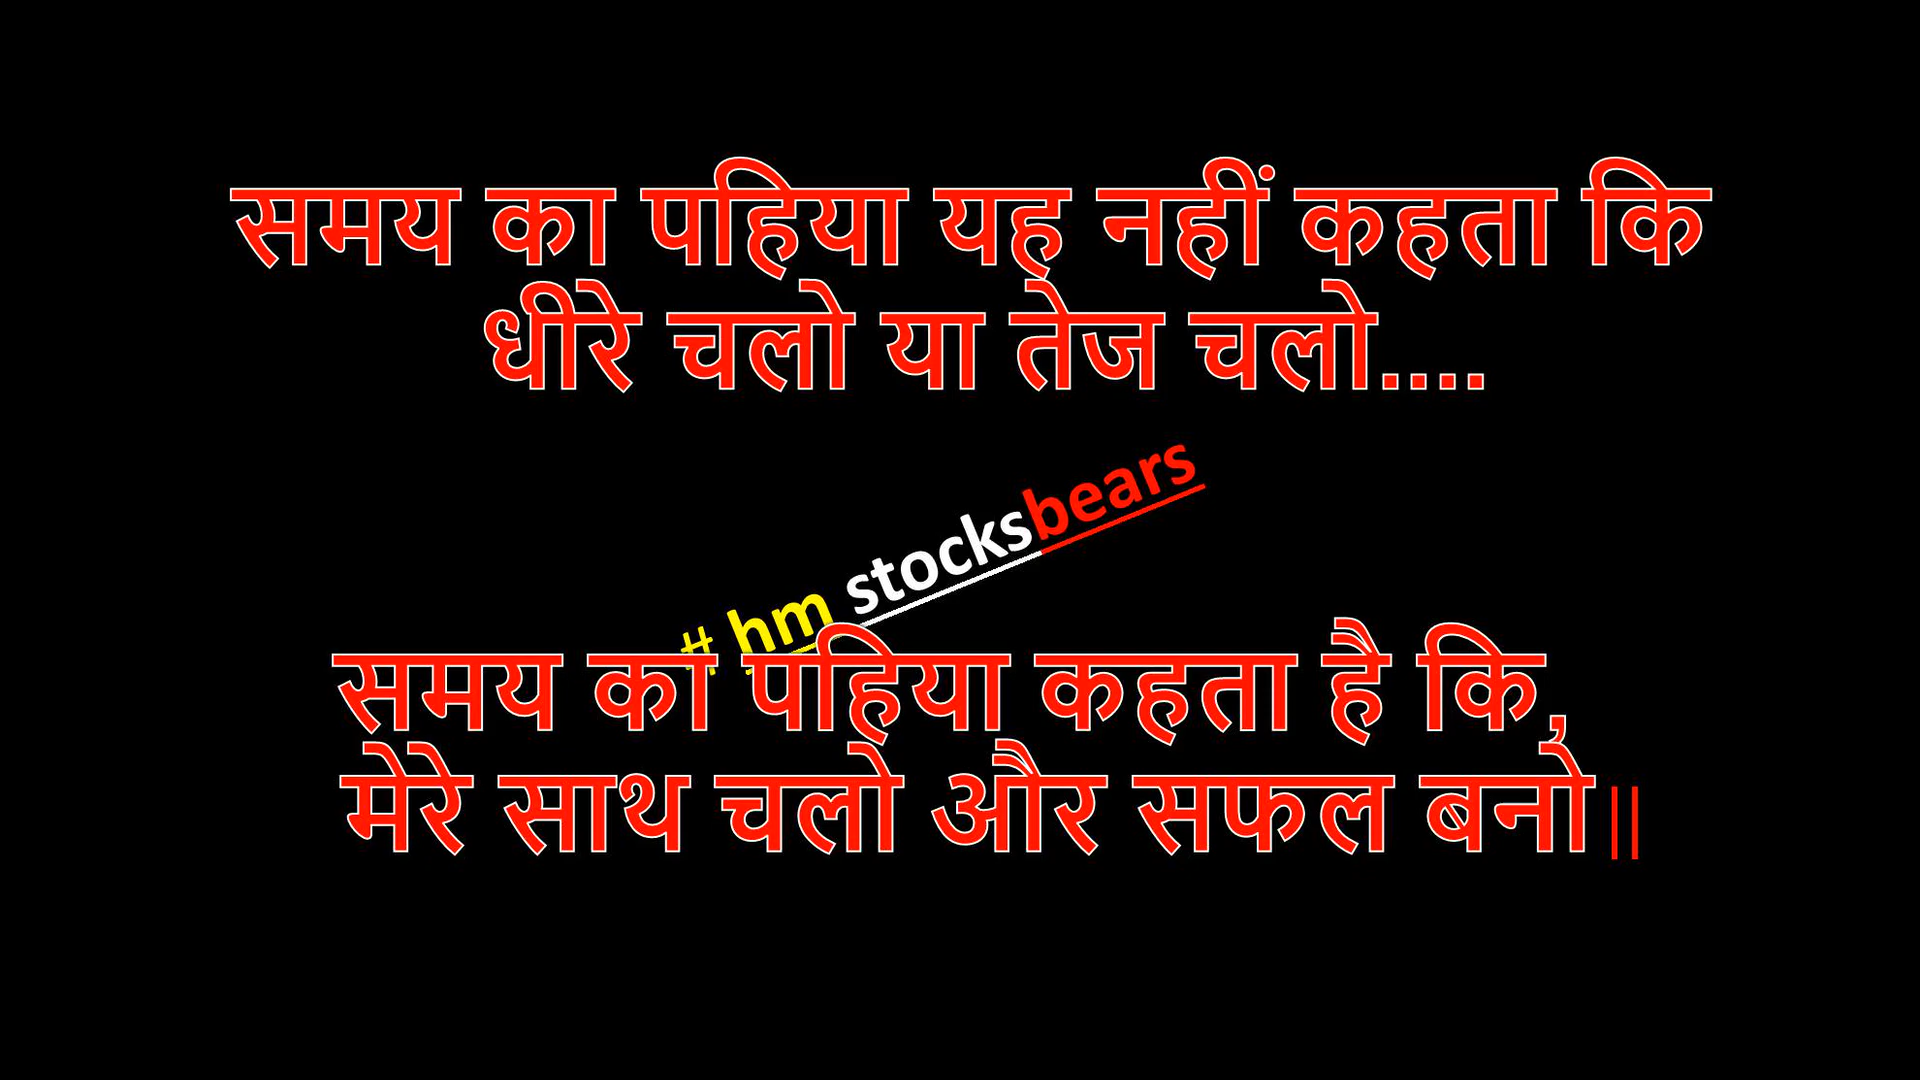 समय का पहिया यह नहीं कहता कि
धीरे चलो या तेज चलो....
# hm stocksbears
समय का पहिया कहता है कि,
मेरे साथ चलो और सफल बनो||